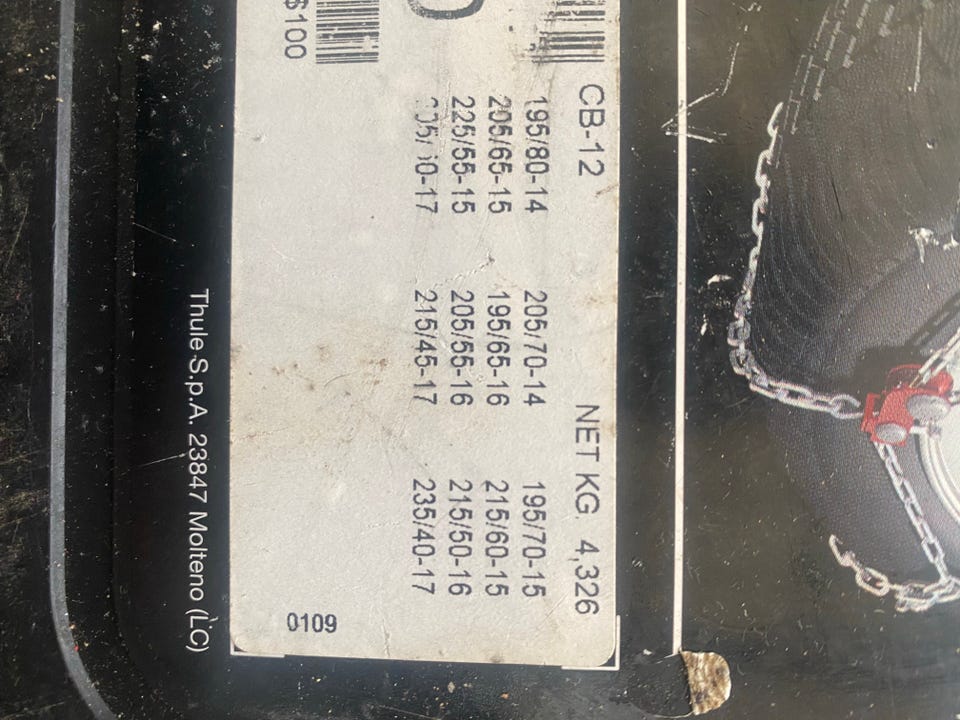 CB-12 NET KG. 4,326
195/80-14 205/70-14 195/70-15
205/65-15 195/65-16 215/60-15
225/55-15 205/55-16 215/50-16
215/45-17 235/40-17
$100
0109
Thule S.p.A. 23847 Molteno (LC)